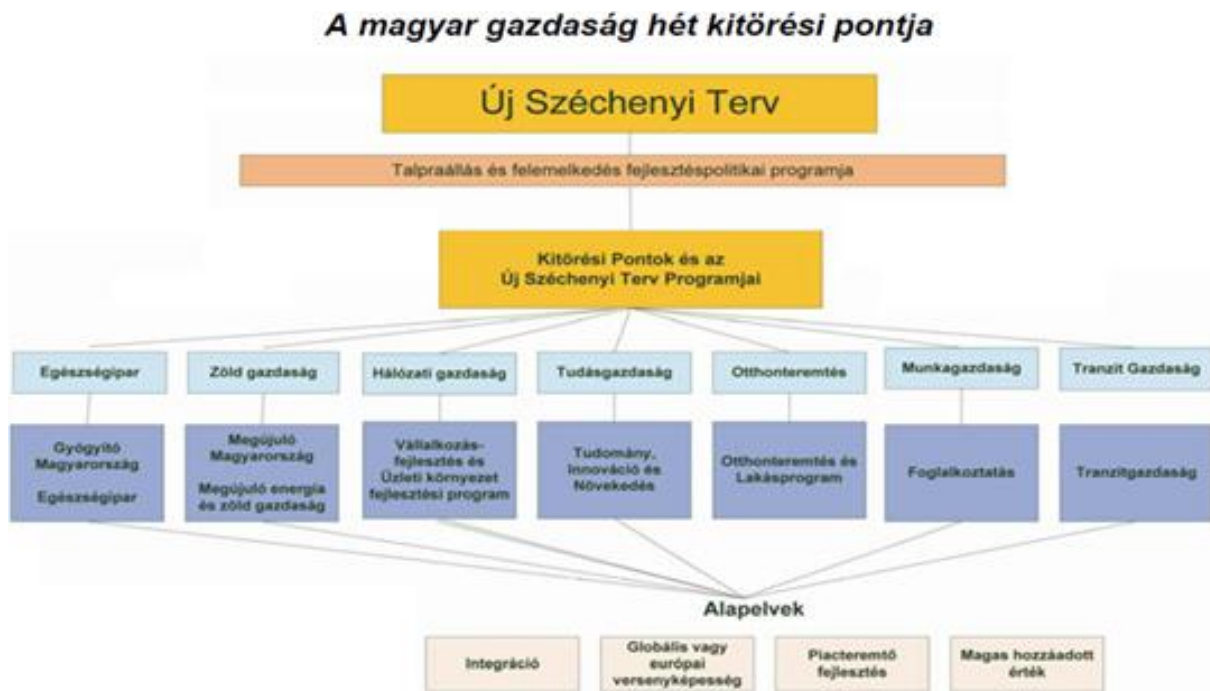 A magyar gazdaság hét kitörési pontja
Új Széchenyi Terv
Talpraállás és felemelkedés fejlesztéspolitikai programja
Kitörési Pontok és az
Új Széchenyi Terv Programjai
Egészségipar
Zöld gazdaság
Hálózati gazdaság
Tudásgazdaság
Otthonteremtés
Munkagazdaság
Tranzit Gazdaság
Gyógyító
Magyarország
Egészségipar
Megújuló
Magyarország
Megújuló energia
és zöld gazdaság
Vállalkozás-
fejlesztés és
Üzleti környezet
fejlesztési program
Tudomány,
Innováció és
Növekedés
Otthonteremtés és
Lakásprogram
Foglalkoztatás
Tranzitgazdaság
Alapelvek
Integráció
Globális vagy
európai
versenyképesség
Piacteremtő
fejlesztés
Magas hozzáadott
érték